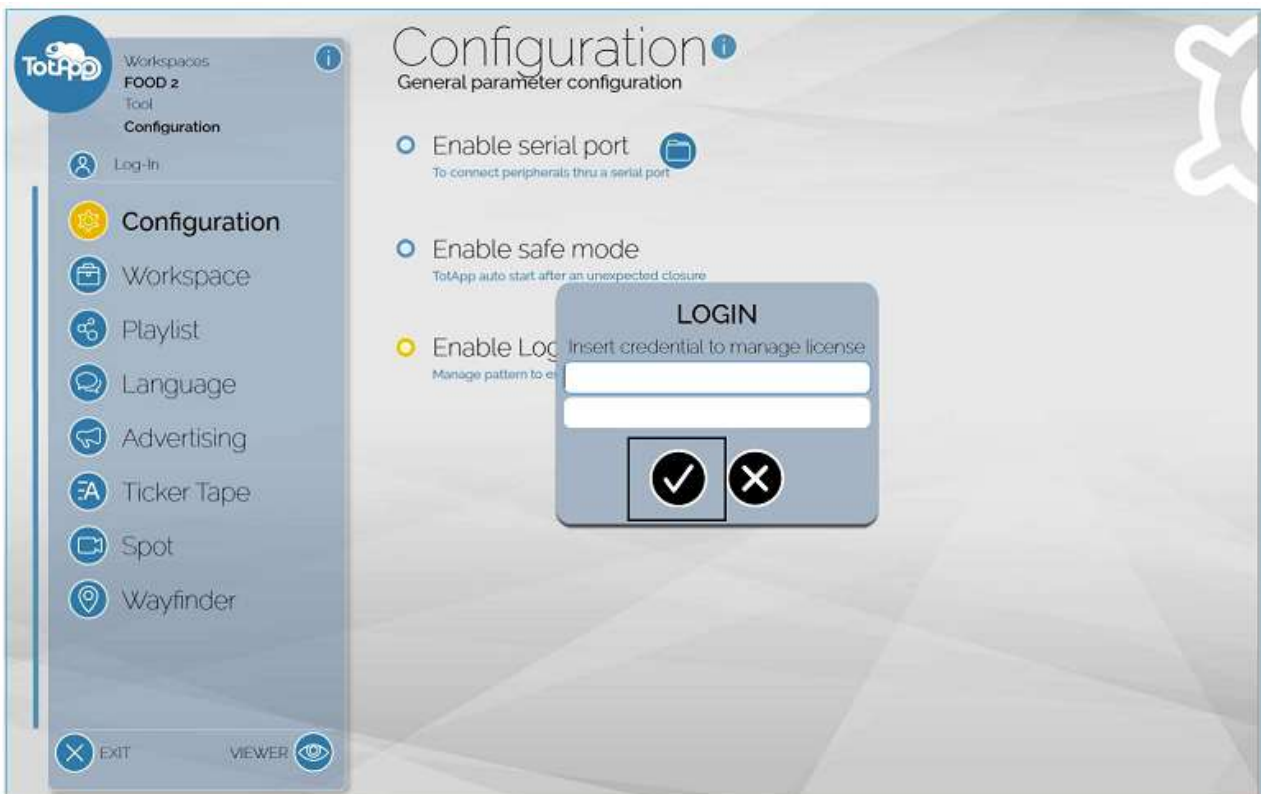 TotApp
Workspaces
FOOD 2
Tool
Configuration
Log-In
Configuration
Workspace
Playlist
Language
Advertising
Ticker Tape
Spot
Wayfinder
EXIT
VIEWER
Configuration
General parameter configuration
Enable serial port
To connect peripherals thru a serial port
Enable safe mode
TotApp auto start after an unexpected closure
Enable Log
Manage pattern to e
LOGIN
Insert credential to manage license